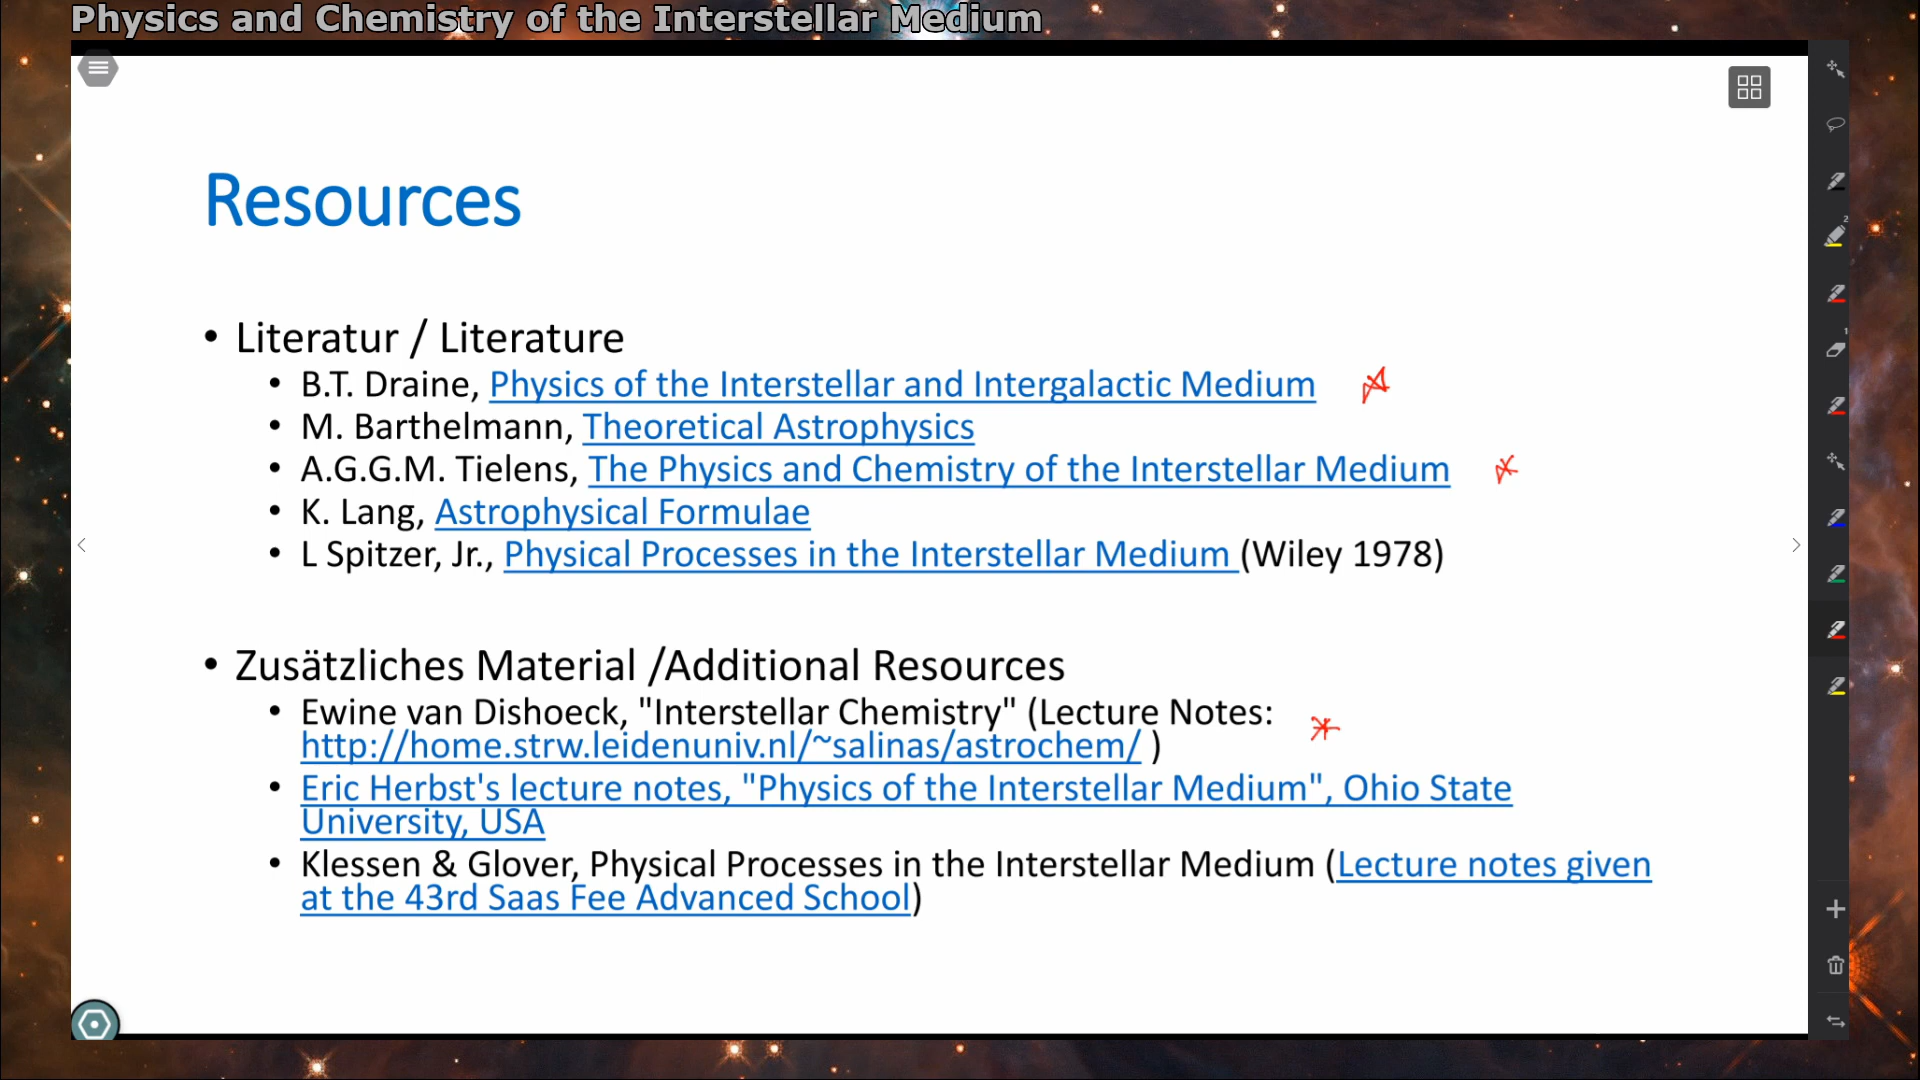 Physics and Chemistry of the Interstellar Medium
Resources
• Literatur / Literature
• B.T. Draine, Physics of the Interstellar and Intergalactic Medium
• M. Barthelmann, Theoretical Astrophysics
• A.G.G.M. Tielens, The Physics and Chemistry of the Interstellar Medium
• K. Lang, Astrophysical Formulae
• L Spitzer, Jr., Physical Processes in the Interstellar Medium (Wiley 1978)
• Zusätzliches Material /Additional Resources
• Ewine van Dishoeck, "Interstellar Chemistry" (Lecture Notes:
http://home.strw.leidenuniv.nl/~salinas/astrochem/ )
• Eric Herbst's lecture notes, "Physics of the Interstellar Medium", Ohio State
University, USA
• Klessen & Glover, Physical Processes in the Interstellar Medium (Lecture notes given
at the 43rd Saas Fee Advanced School)
2
1